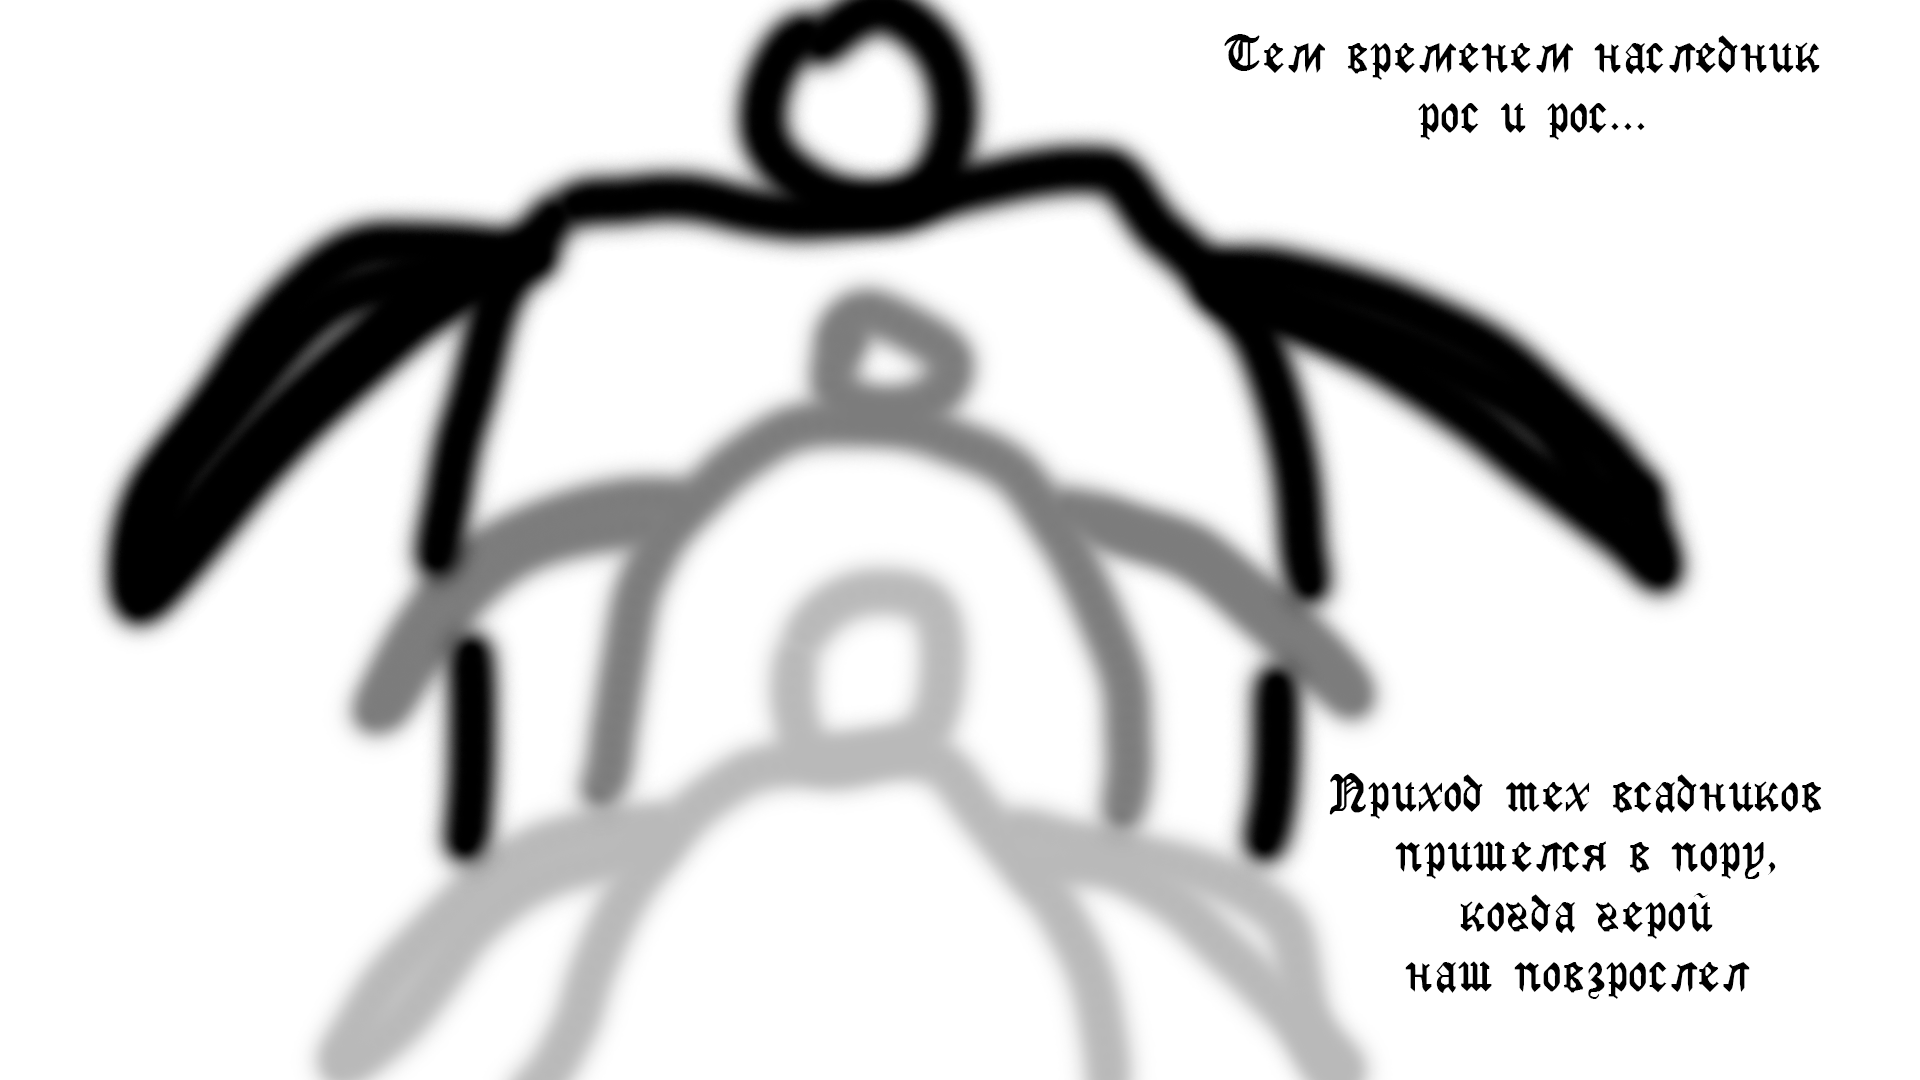 Тем временем наследник
рос и рос...
Приход тех всадников
пришелся в пору,
когда герой
наш повзрослел